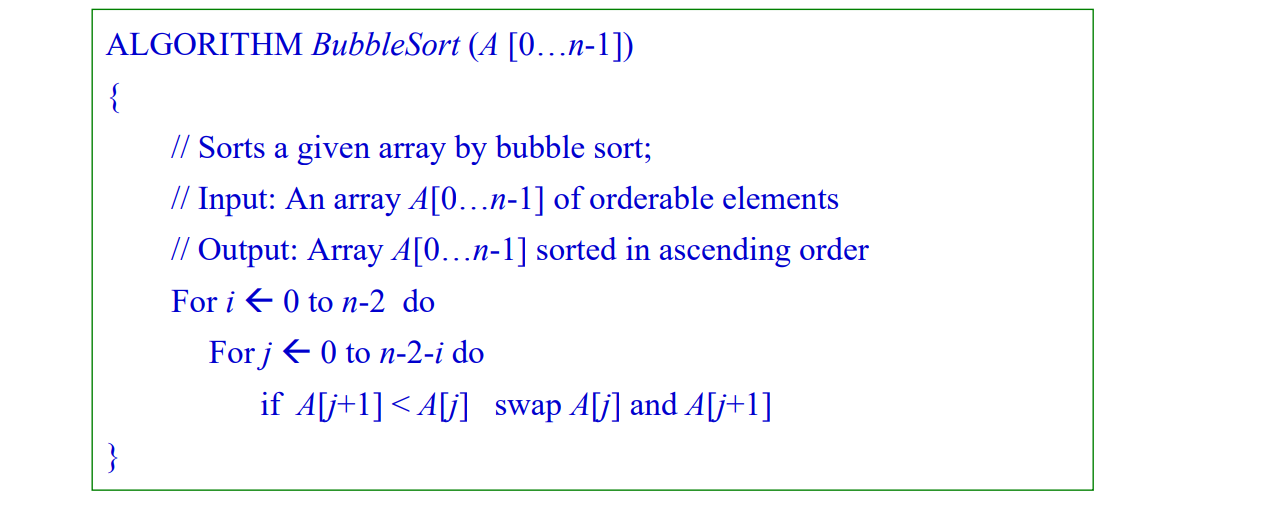 ALGORITHM BubbleSort (A [0…n-1])
{
// Sorts a given array by bubble sort;
// Input: An array A[0…n-1] of orderable elements
// Output: Array A[0…n-1] sorted in ascending order
For i ← 0 to n-2 do
For j ← 0 to n-2-i do
if A[j+1] < A[j] swap A[j] and A[j+1]
}